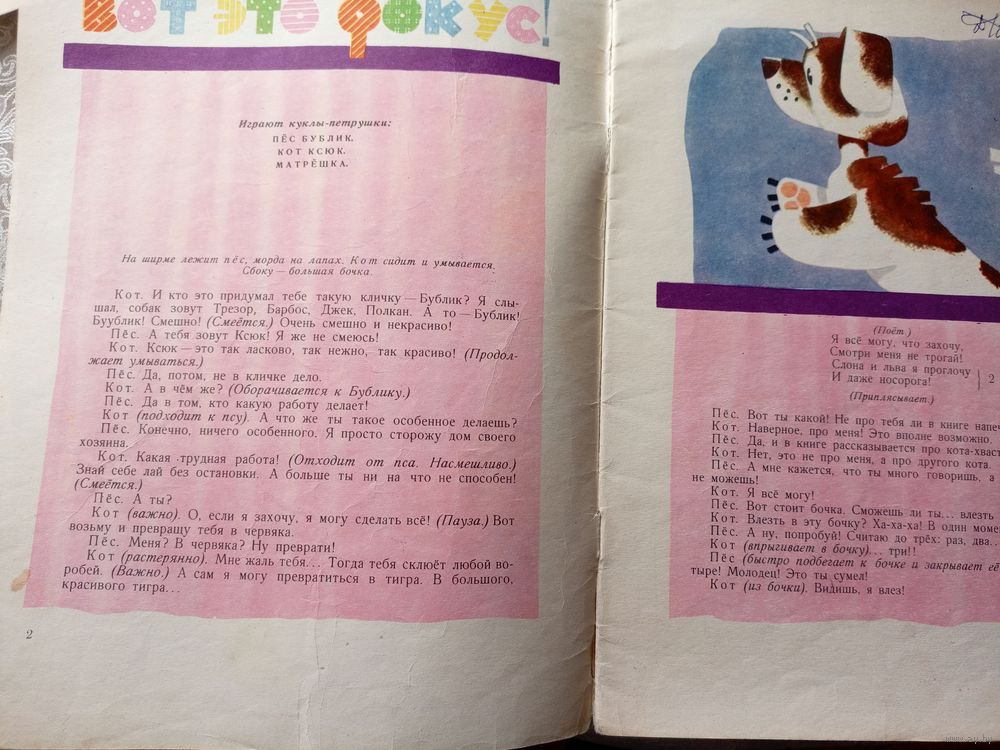 ВОТ ЭТО ФОКУС!
Играют куклы-петрушки:
ПЁС БУБЛИК.
КОТ КСЮК.
МАТРЁШКА.
На ширме лежит пёс, морда на лапах. Кот сидит и умывается.
Сбоку — большая бочка.
Кот. И кто это придумал тебе такую кличку — Бублик? Я слы-
шал, собак зовут Трезор, Барбос, Джек, Полкан. А то — Бублик!
Буублик! Смешно! (Смеётся.) Очень смешно и некрасиво!
Пёс. А тебя зовут Ксюк! Я же не смеюсь!
Кот. Ксюк — это так ласково, так нежно, так красиво! (Продол-
жает умываться.)
Пёс. Да, потом, не в кличке дело.
Кот. А в чём же? (Оборачивается к Бублику.)
Пёс. Да в том, кто какую работу делает!
Кот (подходит к псу). А что же ты такое особенное делаешь?
Пёс. Конечно, ничего особенного. Я просто сторожу дом своего
хозяина.
Кот. Какая трудная работа! (Отходит от пса. Насмешливо.)
Знай себе лай без остановки. А больше ты ни на что не способен!
(Смеётся.)
Пёс. А ты?
Кот (важно). О, если я захочу, я могу сделать всё! (Пауза.) Вот
возьму и превращу тебя в червяка.
Пёс. Меня? В червяка? Ну преврати!
Кот (растерянно). Мне жаль тебя... Тогда тебя склюёт любой во-
робей. (Важно.) А сам я могу превратиться в тигра. В большого,
красивого тигра...
2
(Поёт.)
Я всё могу, что захочу,
Смотри меня не трогай!
Слона и льва я проглочу
И даже носорога!
2
(Приплясывает.)
Пёс. Вот ты какой! Не про тебя ли в книге напеч
Кот. Наверное, про меня! Это вполне возможно.
Пёс. Да, и в книге рассказывается про кота-хваст
Кот. Нет, это не про меня, а про другого кота.
Пёс. А мне кажется, что ты много говоришь, а
не можешь!
Кот. Я всё могу!
Пёс. Вот стоит бочка. Сможешь ли ты... влезть
Кот. Влезть в эту бочку? Ха-ха-ха! В один моме
Пёс. А ну, попробуй! Считаю до трёх: раз, два...
Кот (впрыгивает в бочку)... три!!
Пёс (быстро подбегает к бочке и закрывает её
тыре! Молодец! Это ты сумел!
Кот (из бочки). Видишь, я влез!